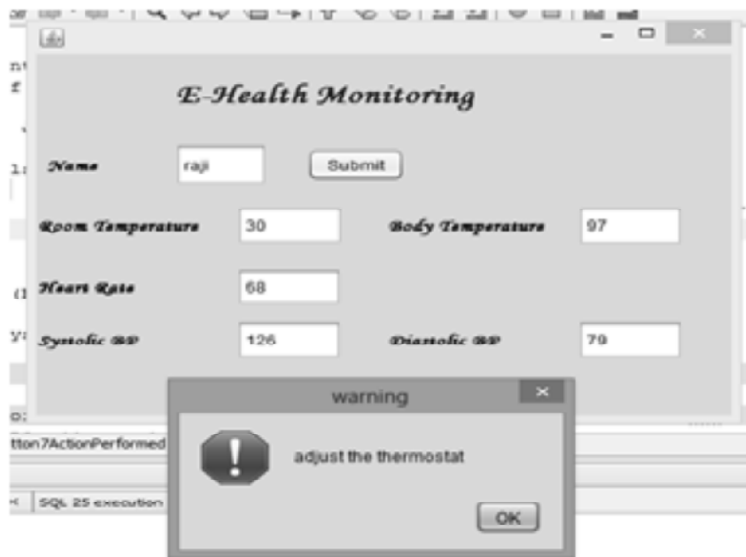 E-Health Monitoring
Name raji Submit
Room Temperature 30 Body Temperature 97
Heart Rate 68
Systolic BP 126 Diastolic BP 79
warning
adjust the thermostat
OK
tton7ActionPerformed
SQL 25 execution